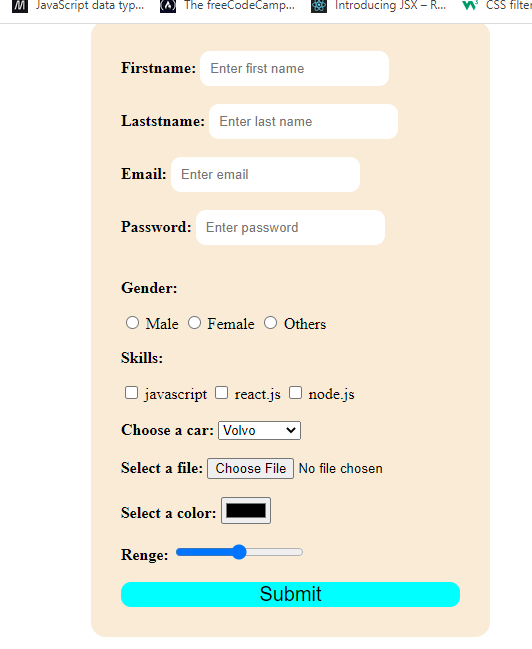 JavaScript data typ... The freeCodeCamp... Introducing JSX – R... CSS filter
Firstname: Enter first name
Laststname: Enter last name
Email: Enter email
Password: Enter password
Gender:
Male Female Others
Skills:
javascript react.js node.js
Choose a car: Volvo
Select a file: Choose File No file chosen
Select a color:
Renge:
Submit